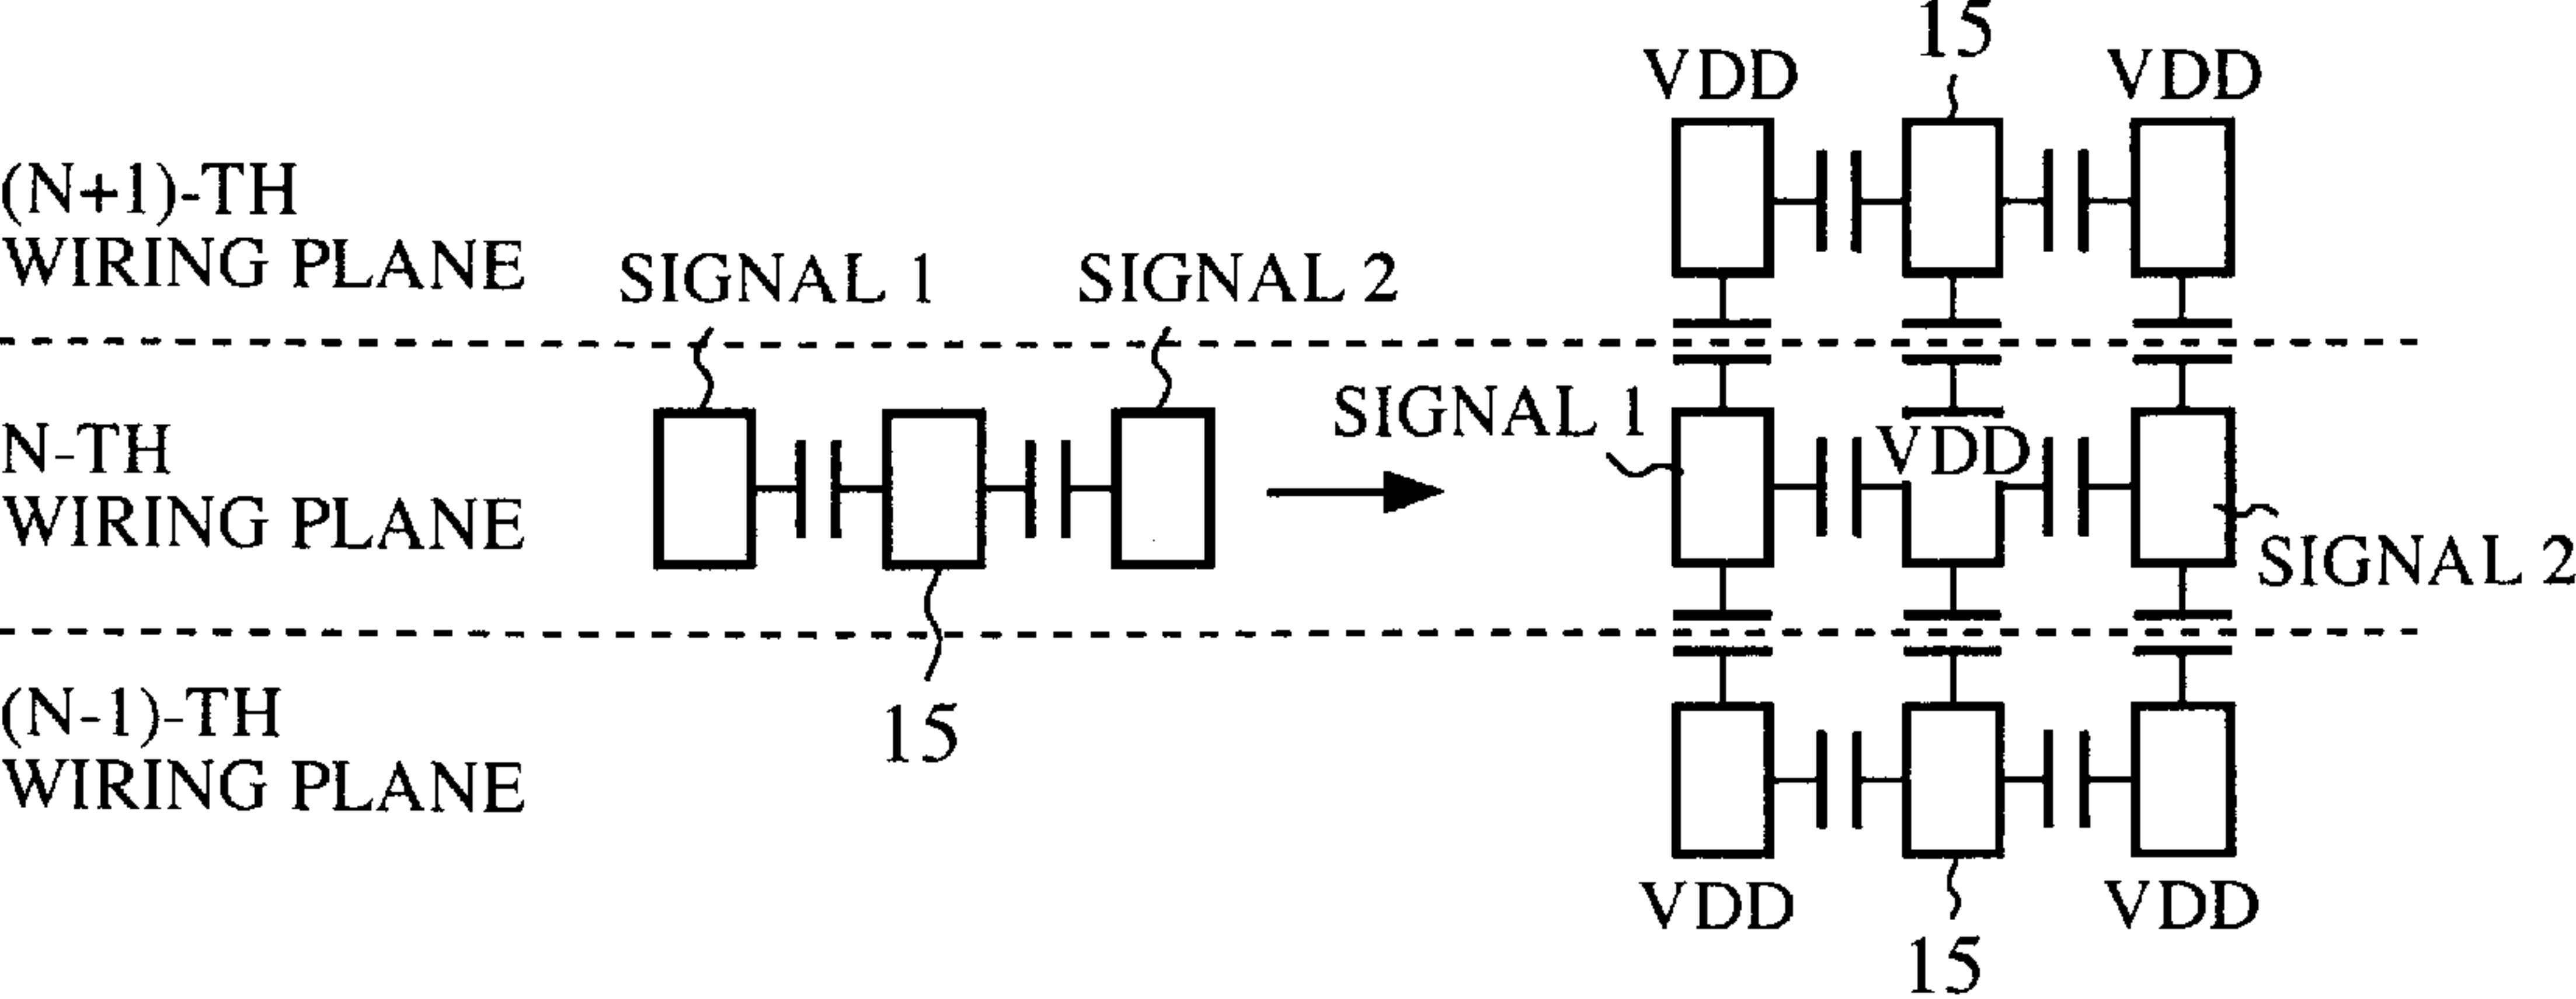 15
VDD
VDD
(N+1)-TH
WIRING PLANE
SIGNAL 1
SIGNAL 2
SIGNAL 1
VDD
N-TH
WIRING PLANE
SIGNAL 2
(N-1)-TH
WIRING PLANE
15
VDD
VDD
15